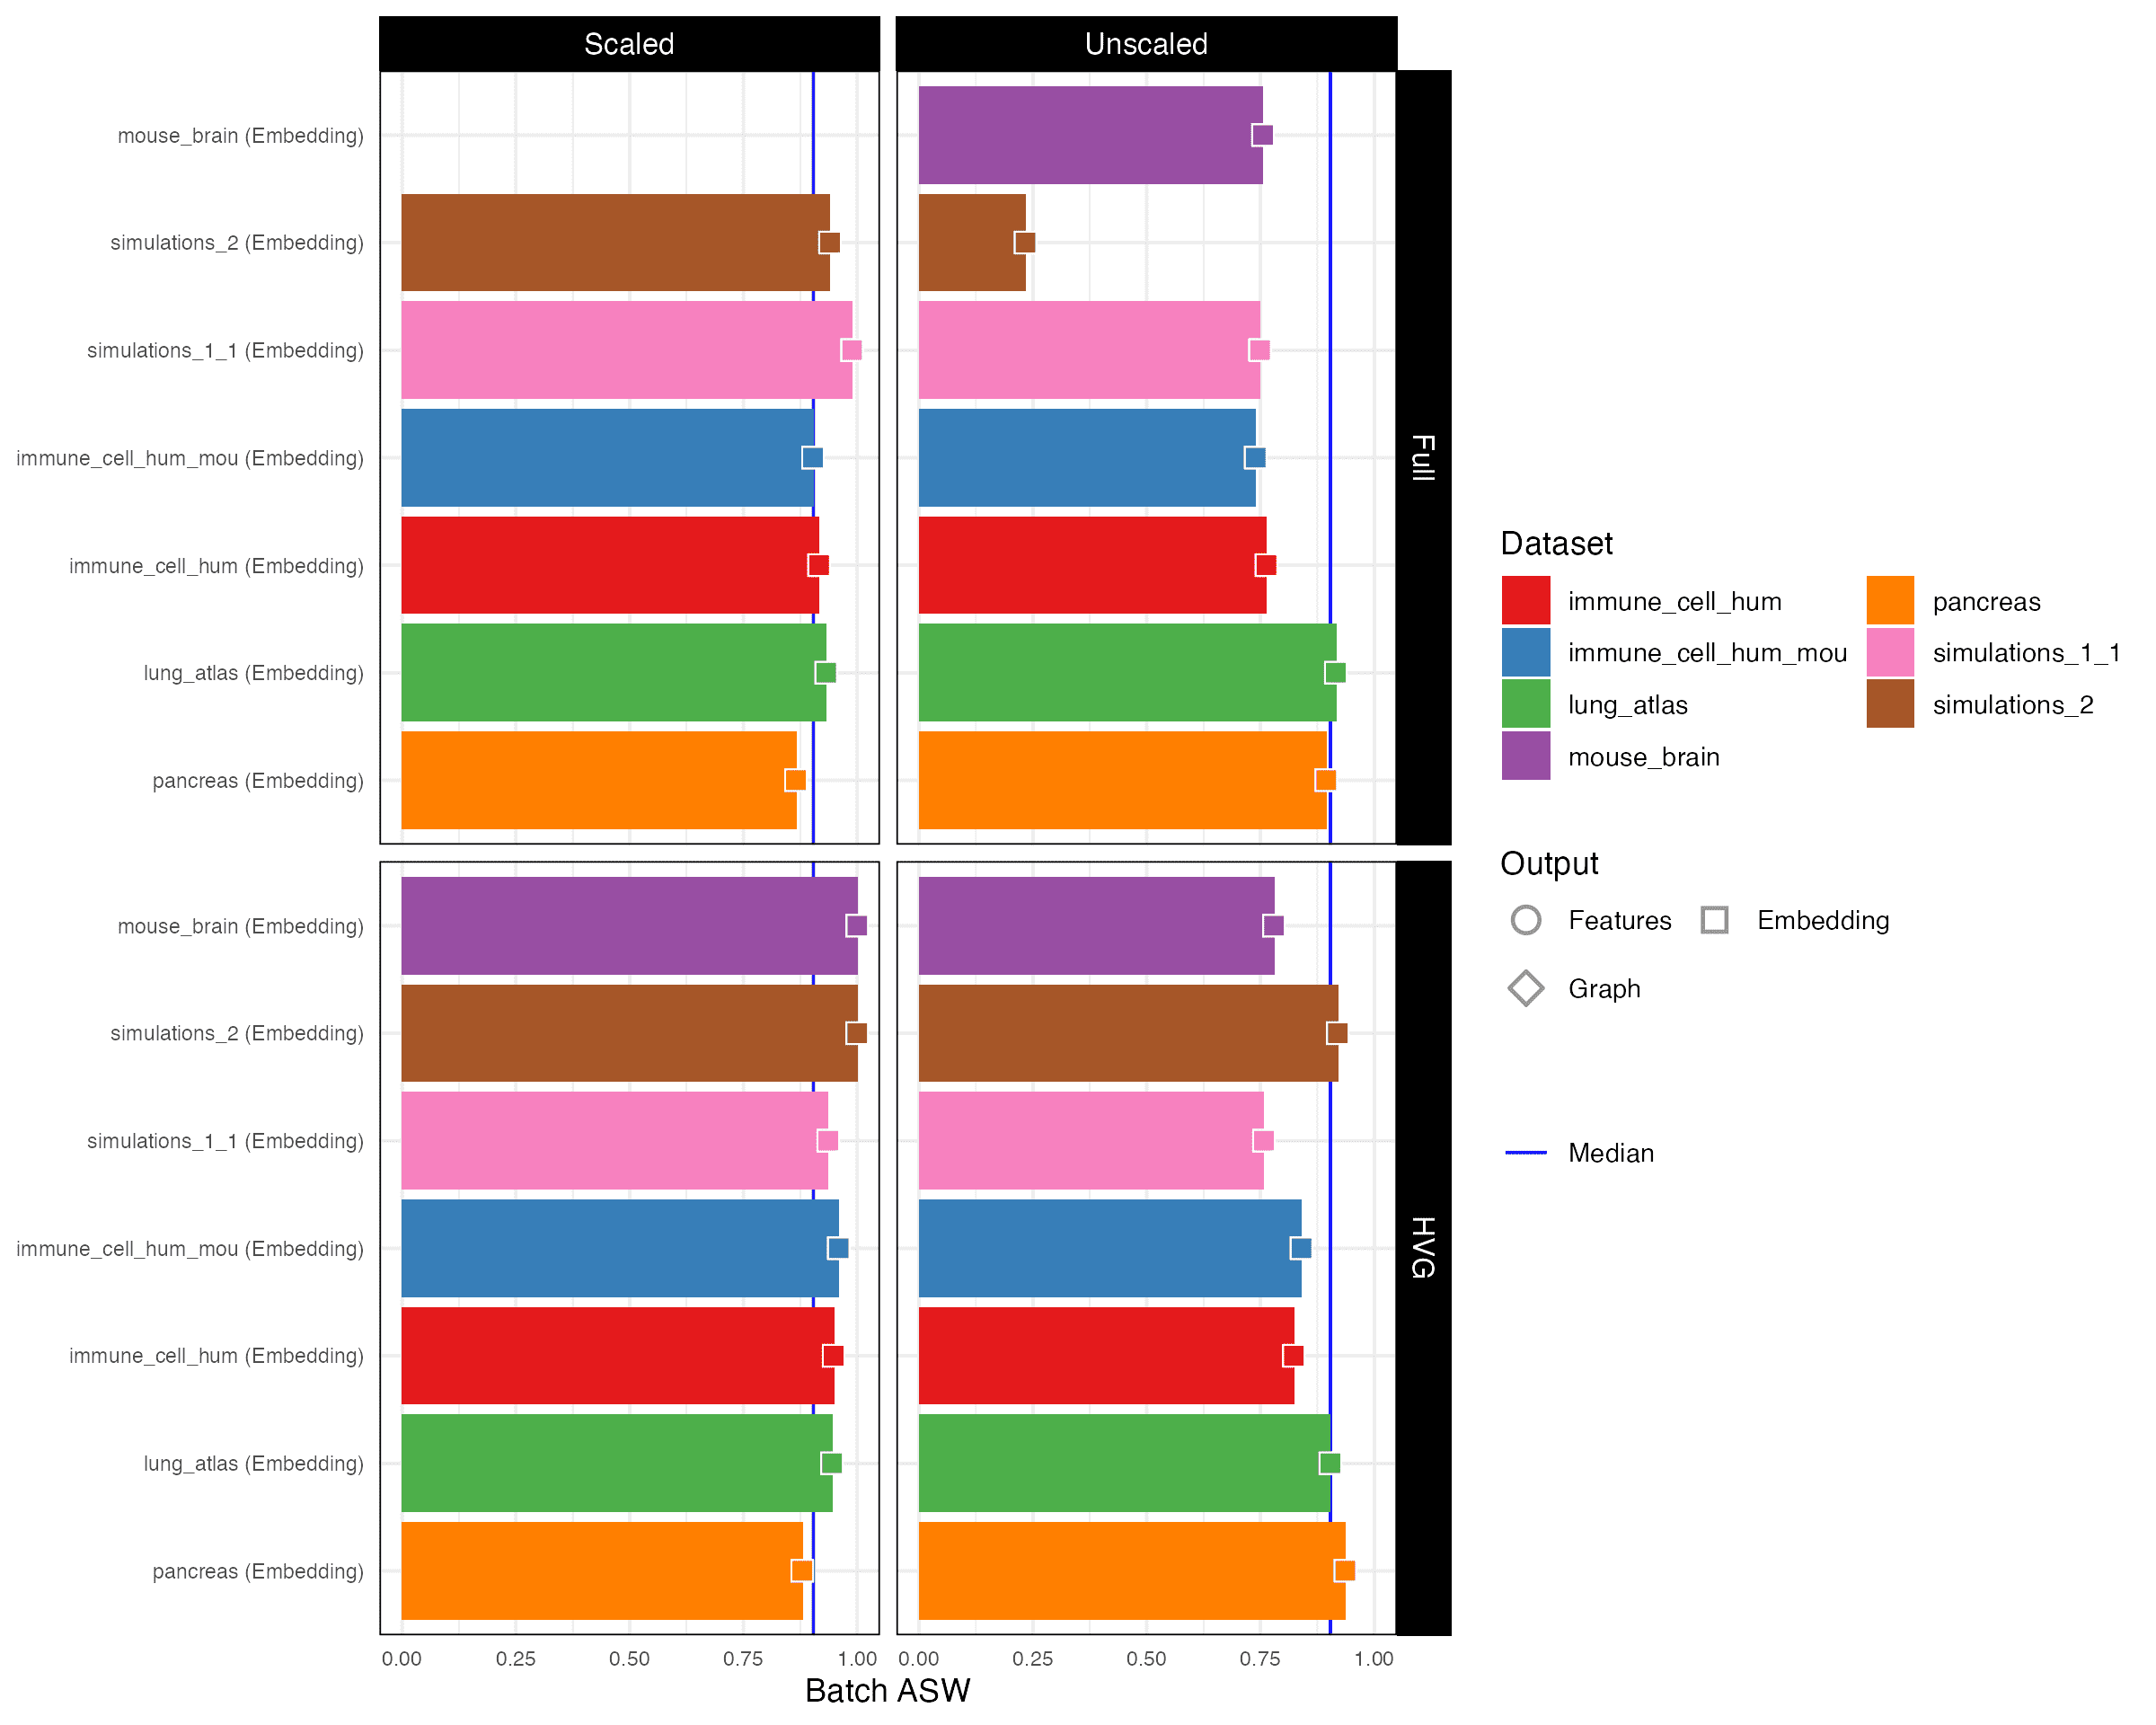 Scaled
Unscaled
mouse_brain (Embedding)
simulations_2 (Embedding)
simulations_1_1 (Embedding)
immune_cell_hum_mou (Embedding)
immune_cell_hum (Embedding)
lung_atlas (Embedding)
pancreas (Embedding)
Full
mouse_brain (Embedding)
simulations_2 (Embedding)
simulations_1_1 (Embedding)
immune_cell_hum_mou (Embedding)
immune_cell_hum (Embedding)
lung_atlas (Embedding)
pancreas (Embedding)
HVG
0.00 0.25 0.50 0.75 1.00
0.00 0.25 0.50 0.75 1.00
Batch ASW
Dataset
immune_cell_hum
immune_cell_hum_mou
lung_atlas
mouse_brain
pancreas
simulations_1_1
simulations_2
Output
Features
Embedding
Graph
Median